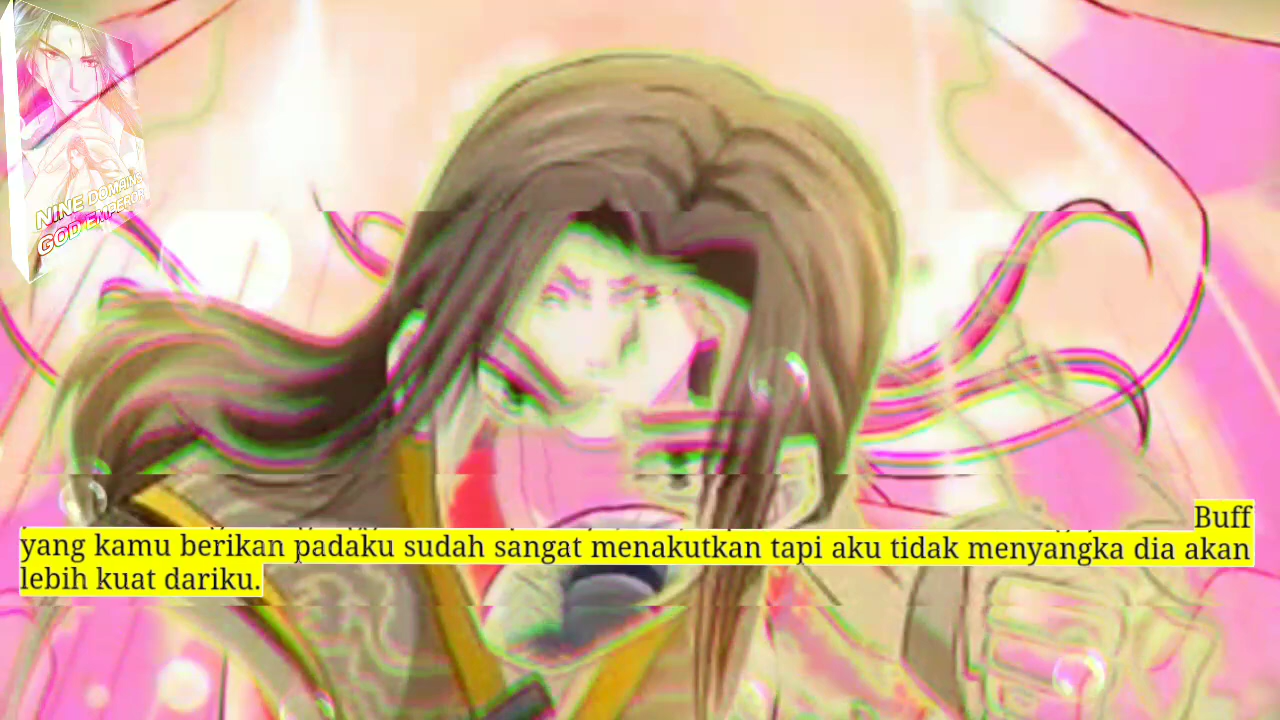 NINE DOMAINS
GOD EMPEROR
Buff
yang kamu berikan padaku sudah sangat menakutkan tapi aku tidak menyangka dia akan
lebih kuat dariku.